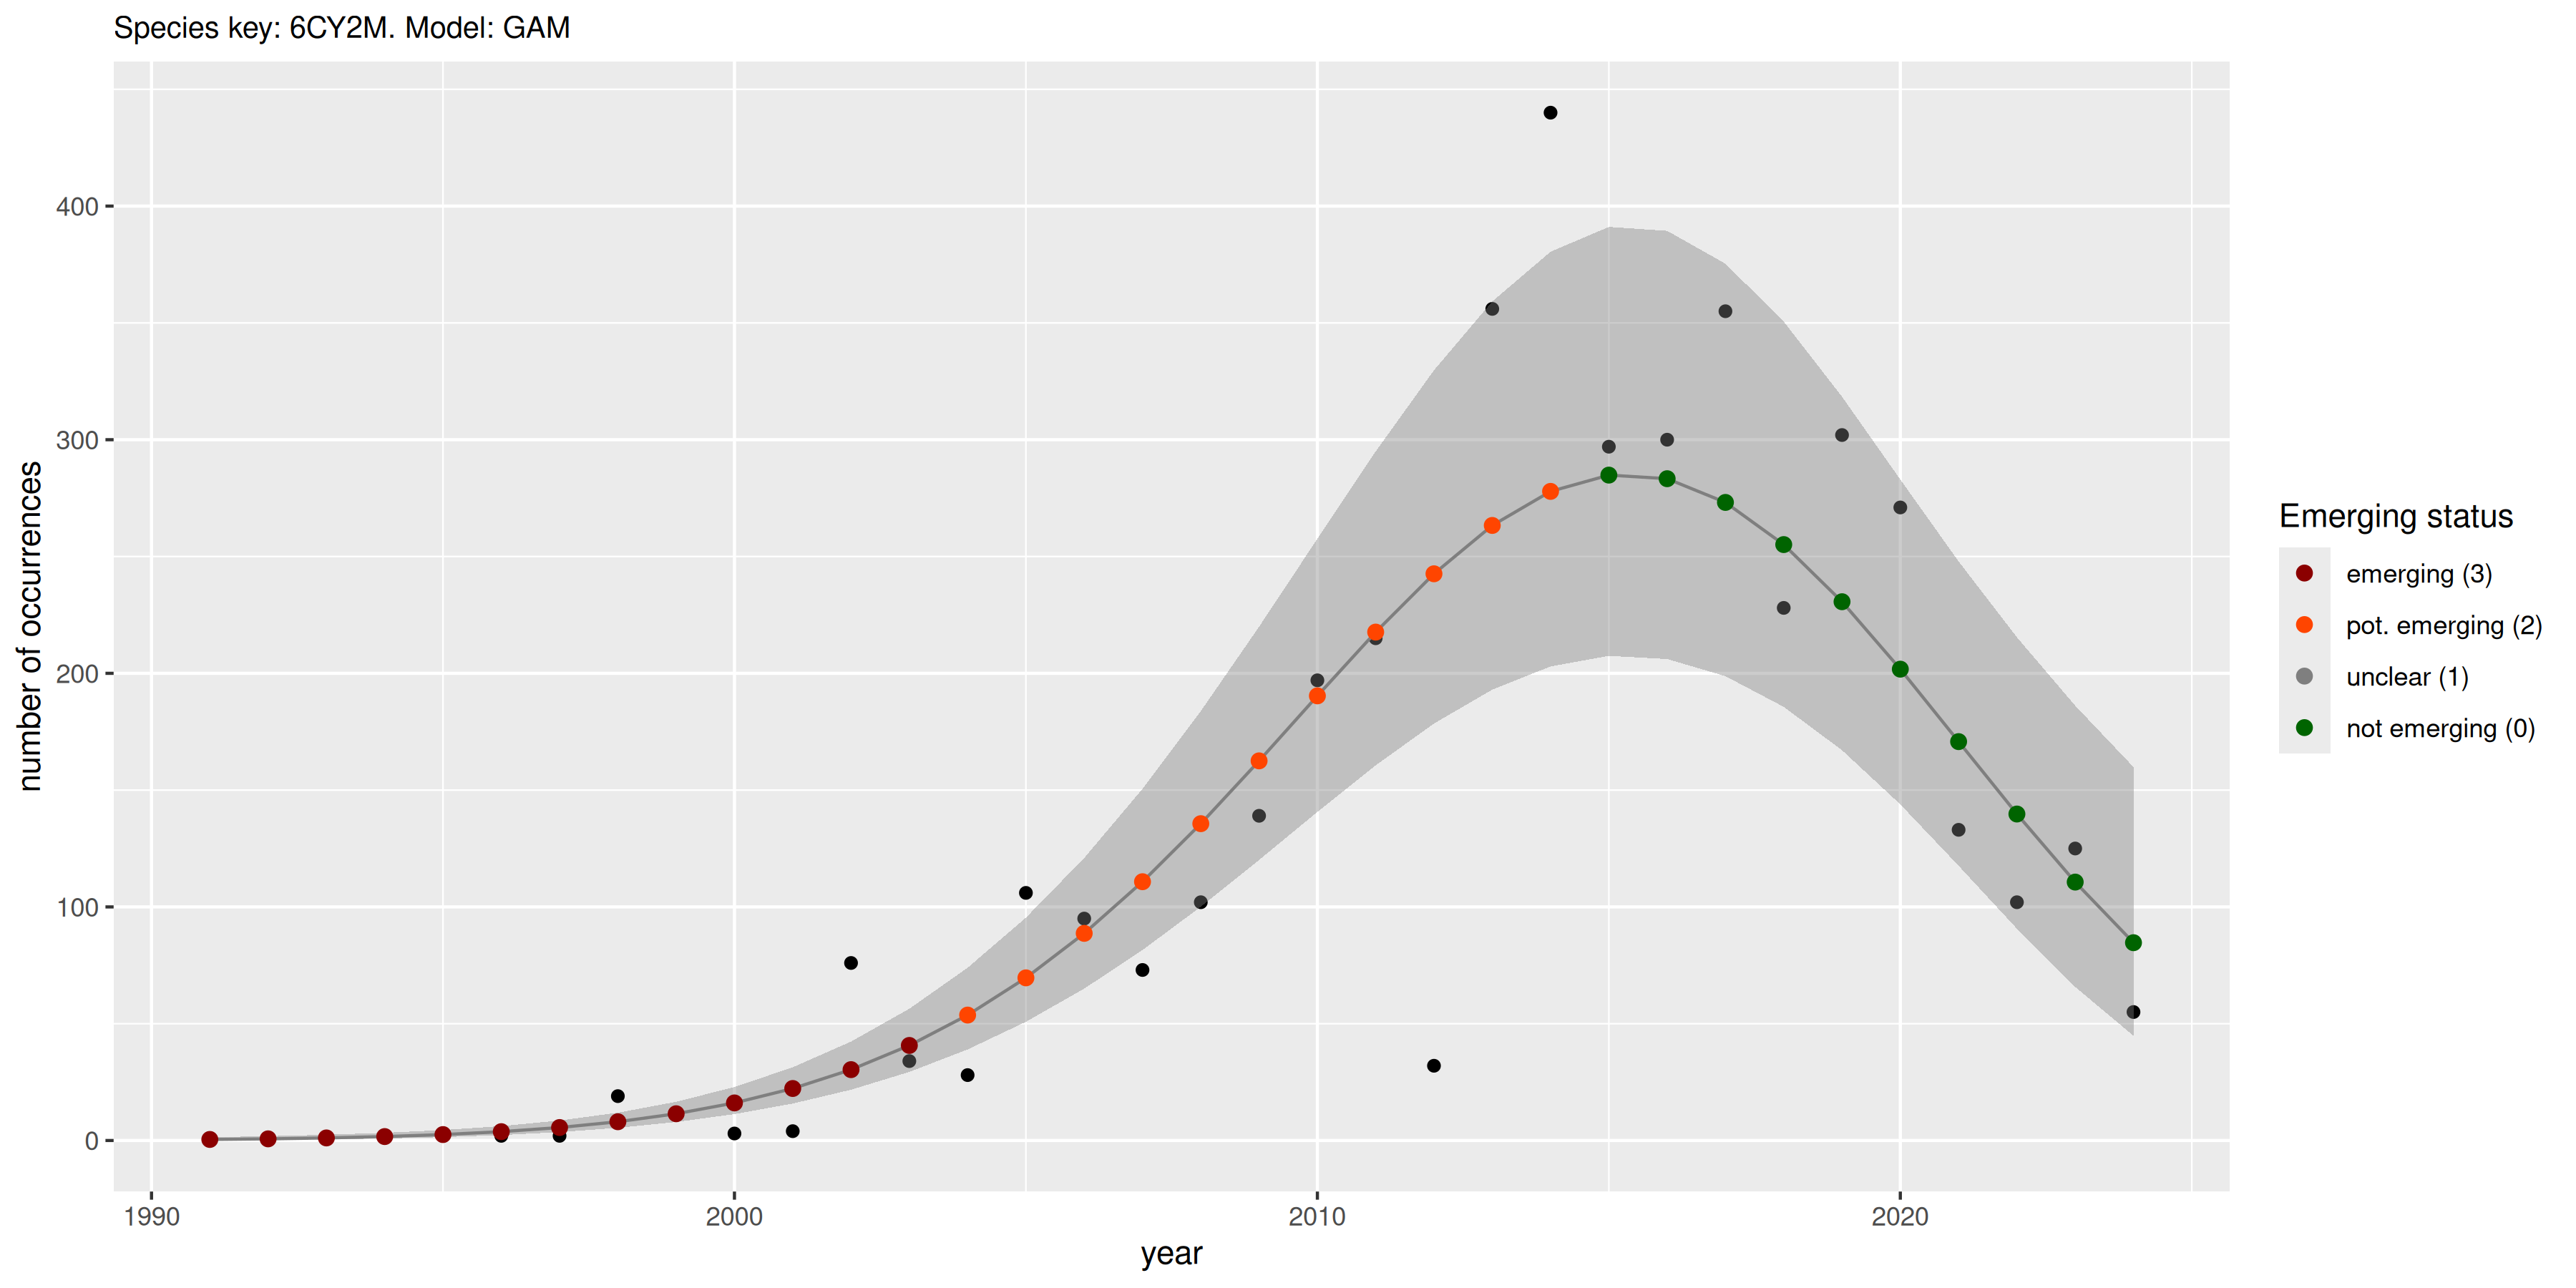 Species key: 6CY2M. Model: GAM
number of occurrences
400
300
200
100
0
1990
2000
2010
2020
year
Emerging status
emerging (3)
pot. emerging (2)
unclear (1)
not emerging (0)